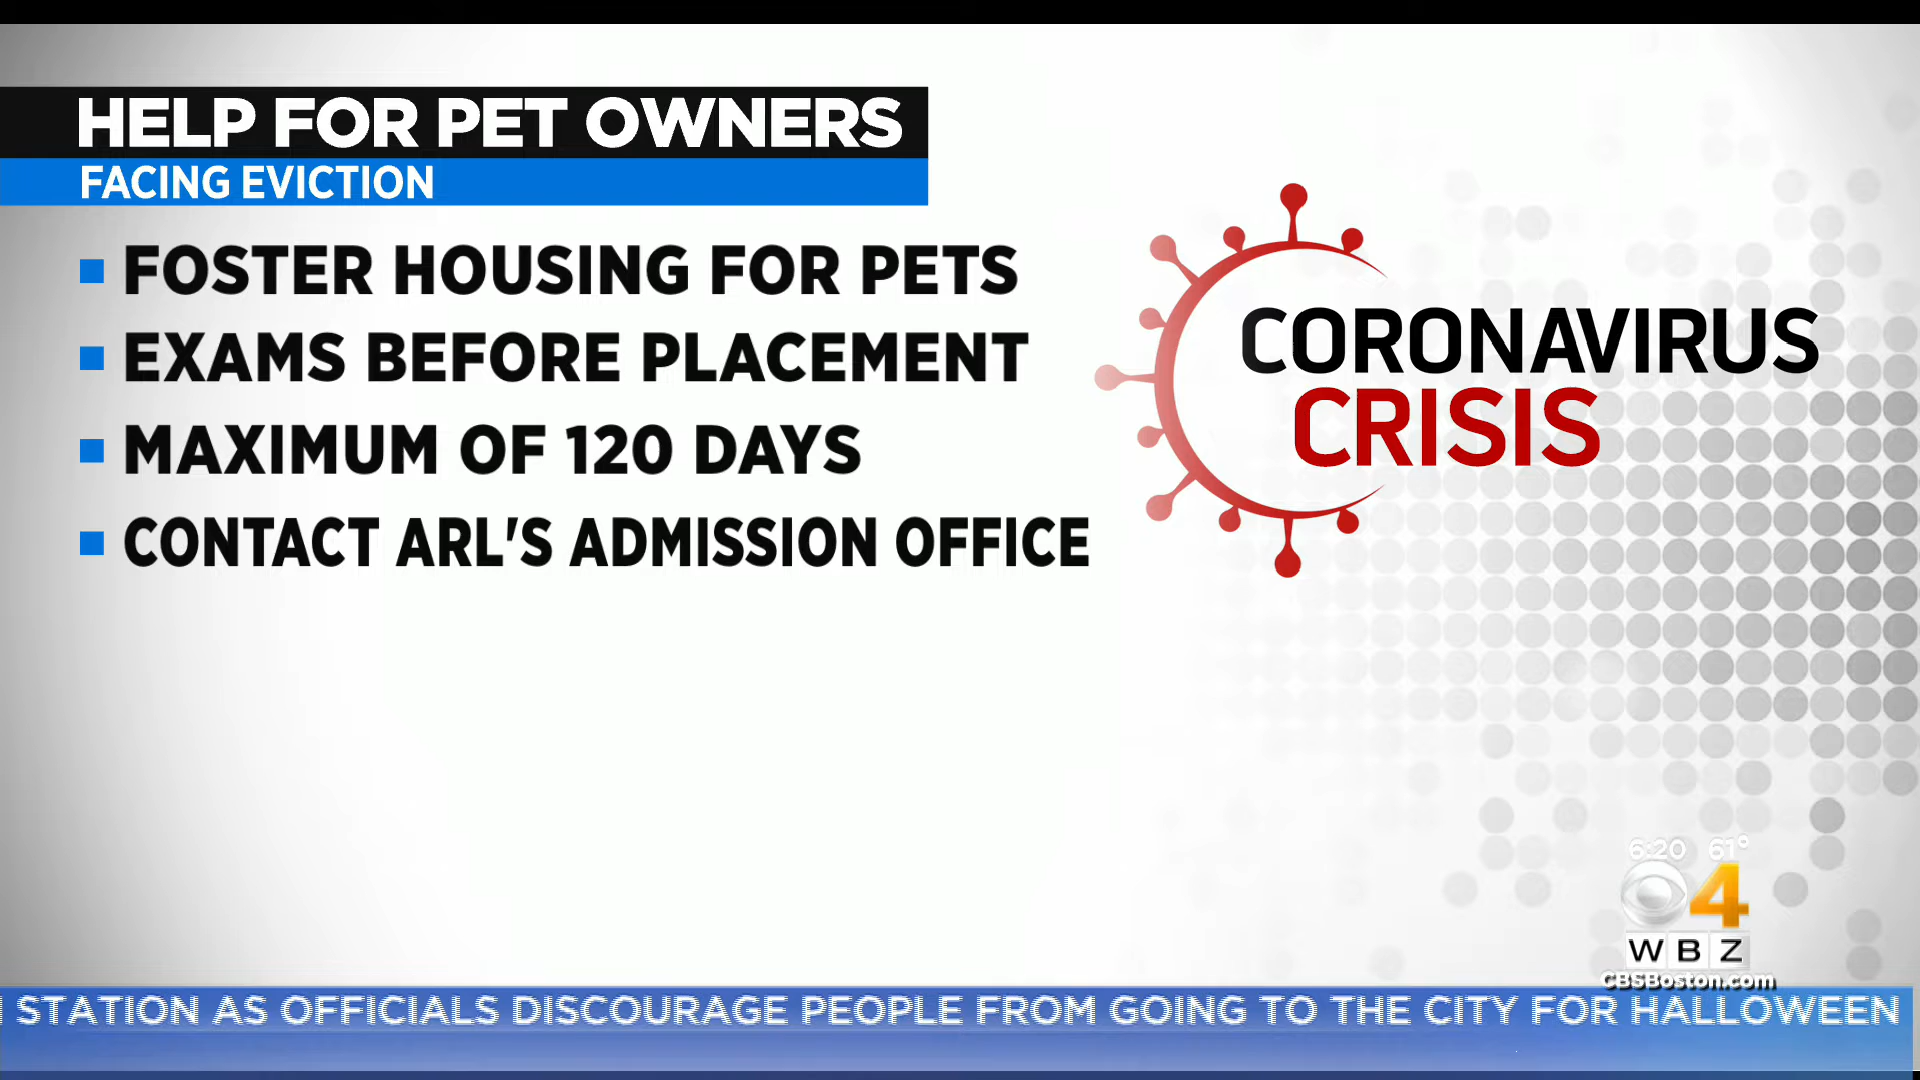 HELP FOR PET OWNERS
FACING EVICTION
FOSTER HOUSING FOR PETS
EXAMS BEFORE PLACEMENT
MAXIMUM OF 120 DAYS
CONTACT ARL'S ADMISSION OFFICE
CORONAVIRUS
CRISIS
6:20 61°
4
WBZ
CBSBoston.com
STATION AS OFFICIALS DISCOURAGE PEOPLE FROM GOING TO THE CITY FOR HALLOWEEN